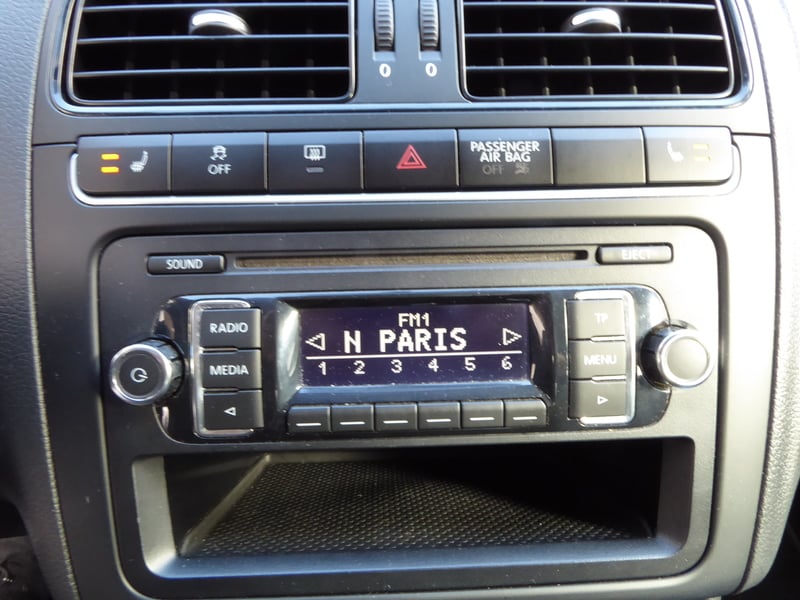 0 0
OFF
PASSENGER
AIR BAG
OFF
SOUND
EJECT
RADIO
MEDIA
FM1
N PARIS
1 2 3 4 5 6
TP
MENU